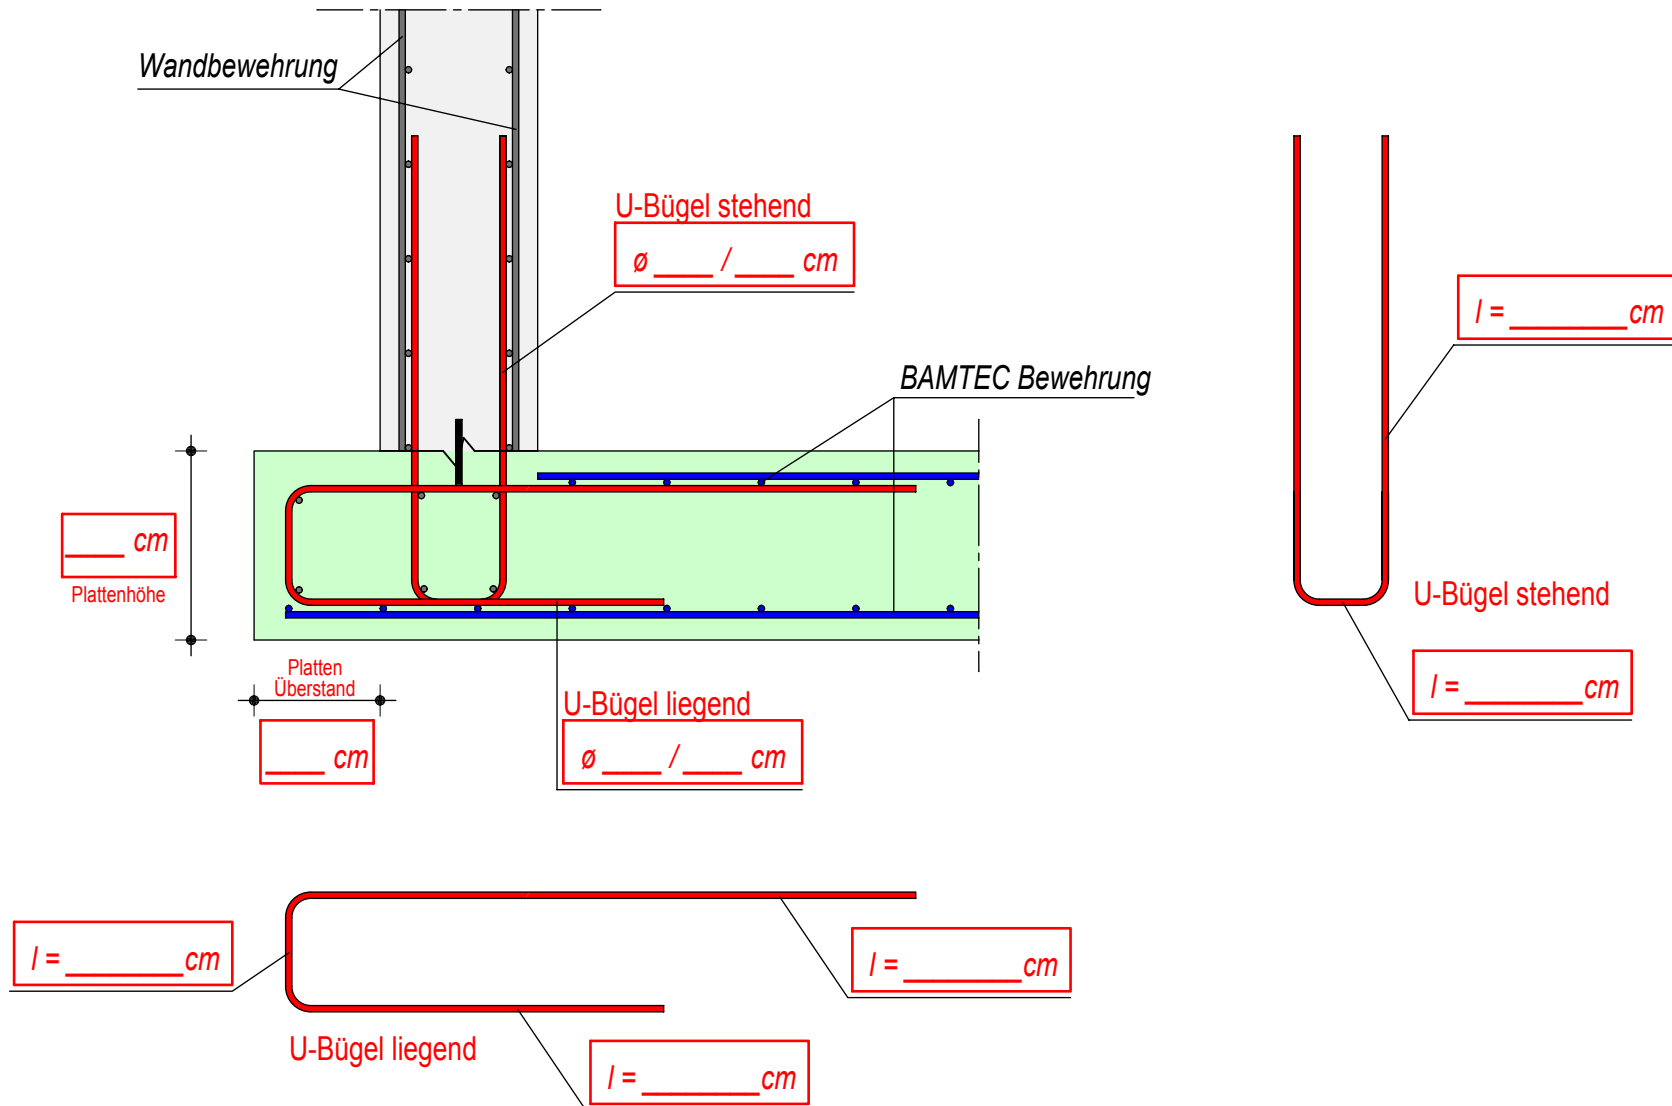 Wandbewehrung
U-Bügel stehend
ø ____ / ____ cm
l = ________ cm
BAMTEC Bewehrung
____ cm
Plattenhöhe
U-Bügel stehend
l = ________ cm
Platten
Überstand
____ cm
U-Bügel liegend
ø ____ / ____ cm
l = ________ cm
l = ________ cm
U-Bügel liegend
l = ________ cm